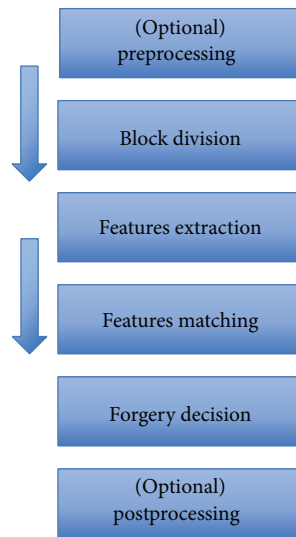 (Optional)
preprocessing
Block division
Features extraction
Features matching
Forgery decision
(Optional)
postprocessing